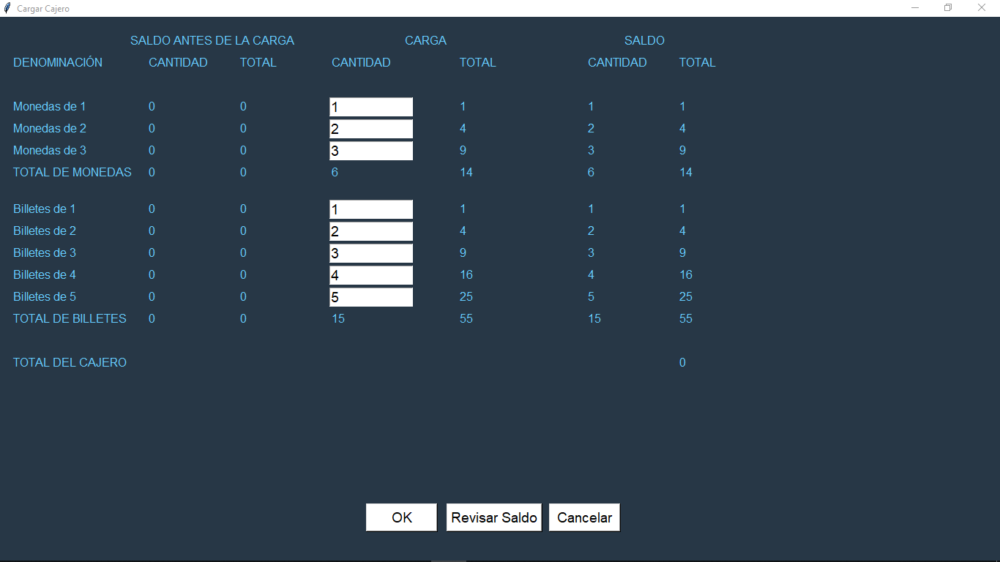 Cargar Cajero
SALDO ANTES DE LA CARGA CARGA SALDO
DENOMINACIÓN CANTIDAD TOTAL CANTIDAD TOTAL CANTIDAD TOTAL
Monedas de 1 0 0 1 1 1 1
Monedas de 2 0 0 2 4 2 4
Monedas de 3 0 0 3 9 3 9
TOTAL DE MONEDAS 0 0 6 14 6 14
Billetes de 1 0 0 1 1 1 1
Billetes de 2 0 0 2 4 2 4
Billetes de 3 0 0 3 9 3 9
Billetes de 4 0 0 4 16 4 16
Billetes de 5 0 0 5 25 5 25
TOTAL DE BILLETES 0 0 15 55 15 55
TOTAL DEL CAJERO 0
OK Revisar Saldo Cancelar